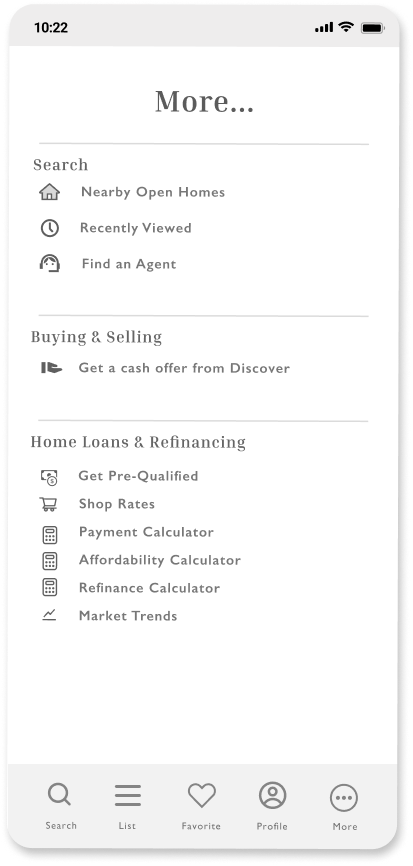 10:22
More...
Search
Nearby Open Homes
Recently Viewed
Find an Agent
Buying & Selling
Get a cash offer from Discover
Home Loans & Refinancing
Get Pre-Qualified
Shop Rates
Payment Calculator
Affordability Calculator
Refinance Calculator
Market Trends
Search List Favorite Profile More